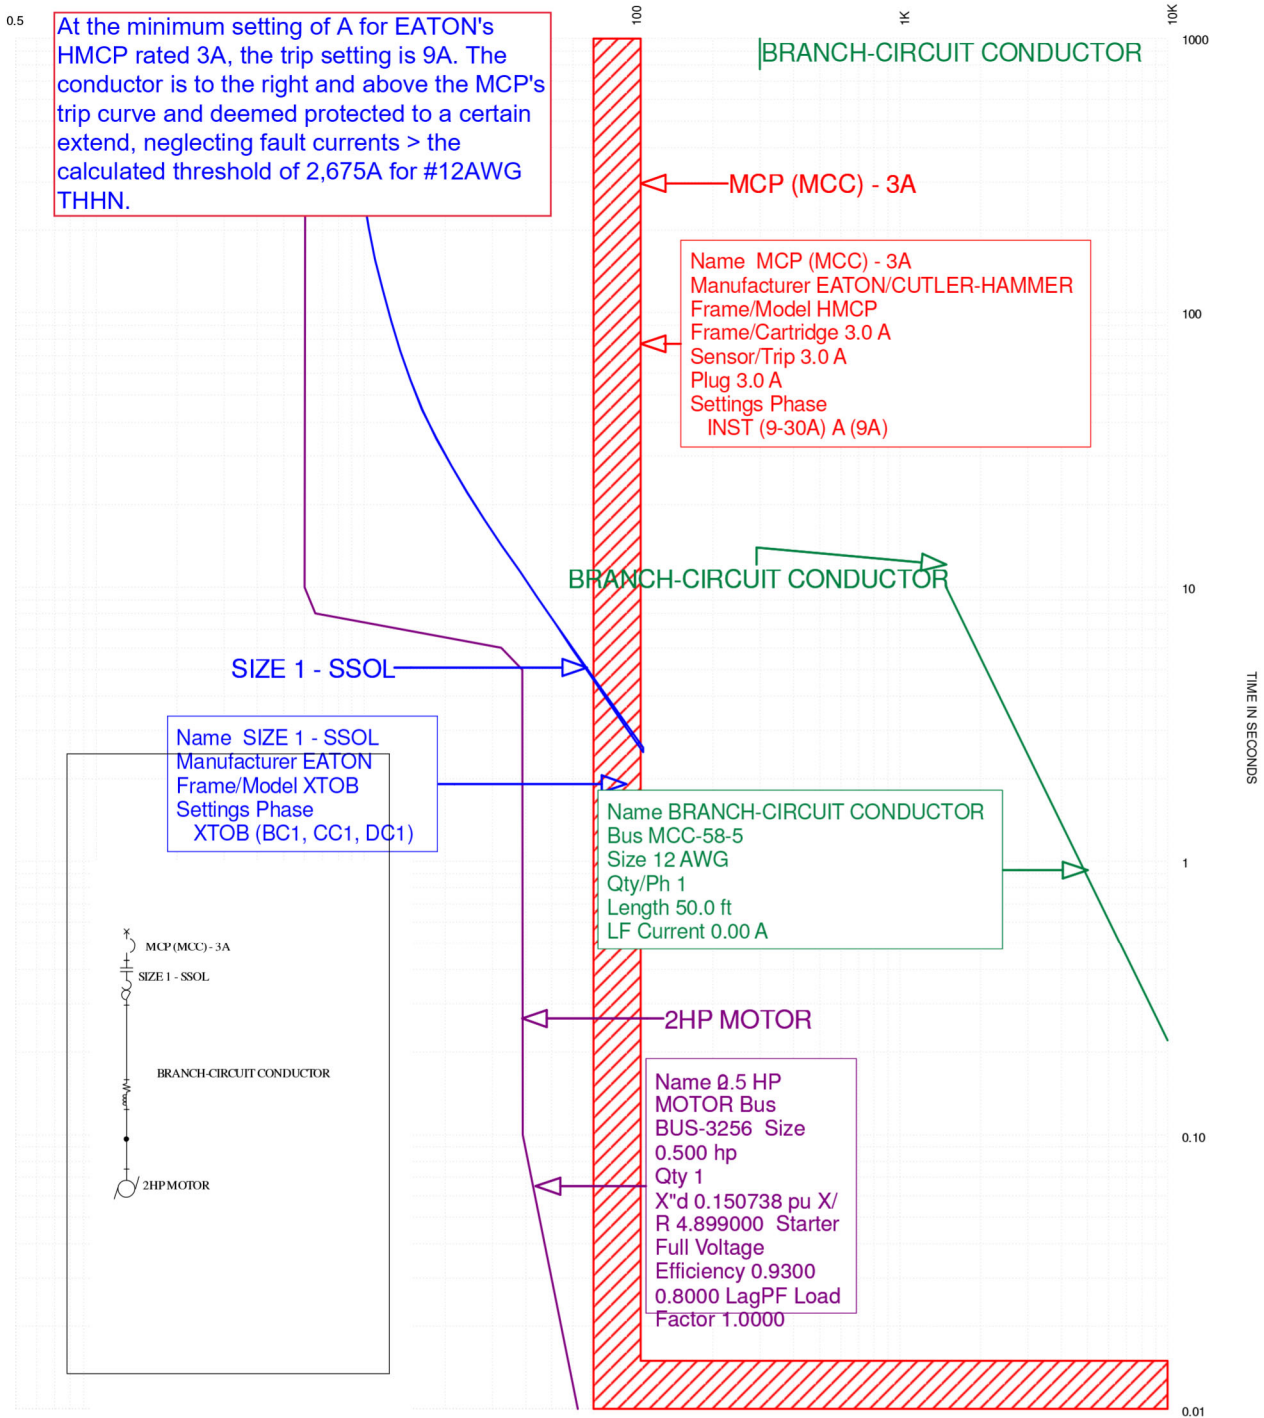 0.5
100
1K
10K
At the minimum setting of A for EATON's
HMCP rated 3A, the trip setting is 9A. The
conductor is to the right and above the MCP's
trip curve and deemed protected to a certain
extend, neglecting fault currents > the
calculated threshold of 2,675A for #12AWG
THHN.
BRANCH-CIRCUIT CONDUCTOR
1000
MCP (MCC) - 3A
Name MCP (MCC) - 3A
Manufacturer EATON/CUTLER-HAMMER
Frame/Model HMCP
Frame/Cartridge 3.0 A
Sensor/Trip 3.0 A
Plug 3.0 A
Settings Phase
INST (9-30A) A (9A)
100
BRANCH-CIRCUIT CONDUCTOR
10
SIZE 1 - SSOL
TIME IN SECONDS
Name SIZE 1 - SSOL
Manufacturer EATON
Frame/Model XTOB
Settings Phase
XTOB (BC1, CC1, DC1)
Name BRANCH-CIRCUIT CONDUCTOR
Bus MCC-58-5
Size 12 AWG
Qty/Ph 1
Length 50.0 ft
LF Current 0.00 A
1
MCP (MCC) - 3A
SIZE 1 - SSOL
BRANCH-CIRCUIT CONDUCTOR
2HP MOTOR
2HP MOTOR
Name .5 HP
MOTOR Bus
BUS-3256 Size
0.500 hp
Qty 1
X"d 0.150738 pu X/
R 4.899000 Starter
Full Voltage
Efficiency 0.9300
0.8000 LagPF Load
Factor 1.0000
0.10
0.01